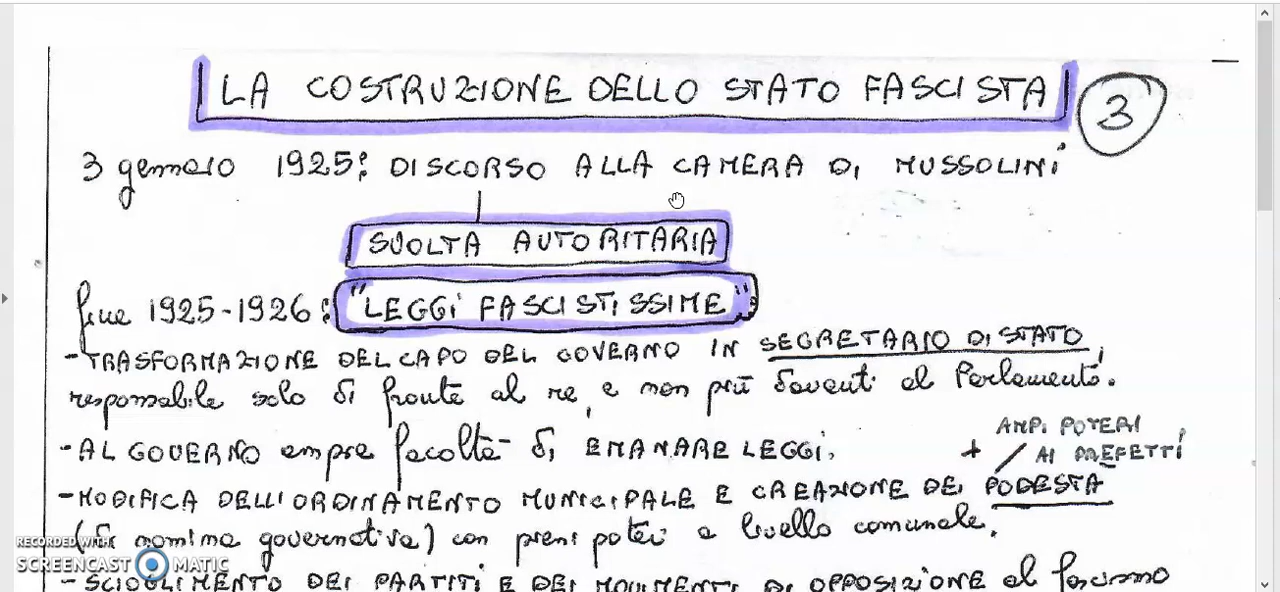 LA COSTRUZIONE DELLO STATO FASCISTA 3
3 gennaio 1925: DISCORSO ALLA CAMERA DI MUSSOLINI
SVOLTA AUTORITARIA
fine 1925-1926: "LEGGI FASCISTISSIME":
- TRASFORMAZIONE DEL CAPO DEL GOVERNO IN SEGRETARIO DI STATO,
responsabile solo di fronte al re, e non più davanti al Parlamento.
- AL GOVERNO ampia facoltà di EMANARE LEGGI.
+ AMPI POTERI
AI PREFETTI
- MODIFICA DELL'ORDINAMENTO MUNICIPALE E CREAZIONE DEI PODESTÀ
(di nomina governativa) con pieni poteri a livello comunale.
- SCIOGLIMENTO DEI PARTITI E DEI MOVIMENTI DI OPPOSIZIONE al fascismo
RECORDED WITH
SCREENCAST MATIC